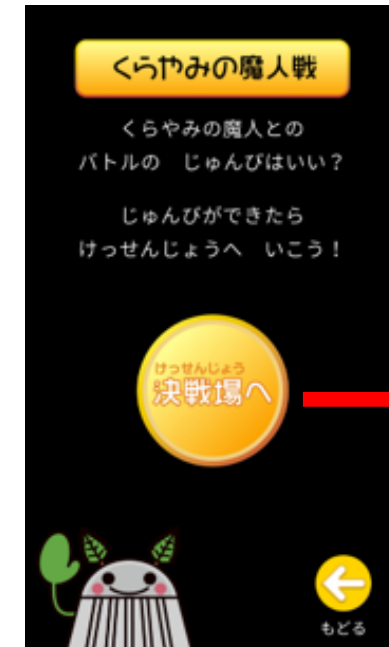 くらやみの魔人戦
くらやみの魔人との
バトルの　じゅんびはいい？
じゅんびができたら
けっせんじょうへ　いこう！
けっせんじょう
決戦場へ
もどる